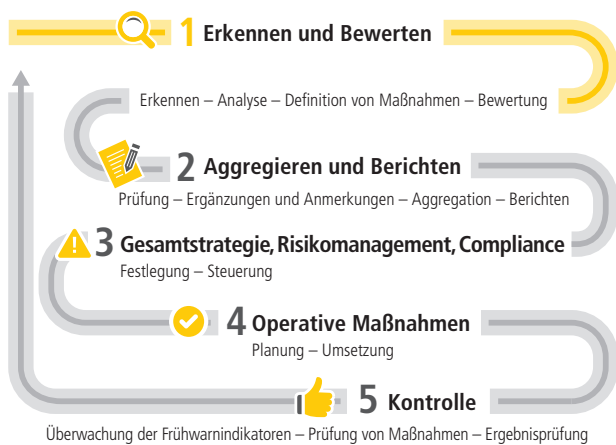 1 Erkennen und Bewerten
Erkennen – Analyse – Definition von Maßnahmen – Bewertung
2 Aggregieren und Berichten
Prüfung – Ergänzungen und Anmerkungen – Aggregation – Berichten
3 Gesamtstrategie, Risikomanagement, Compliance
Festlegung – Steuerung
4 Operative Maßnahmen
Planung – Umsetzung
5 Kontrolle
Überwachung der Frühwarnindikatoren – Prüfung von Maßnahmen – Ergebnisprüfung